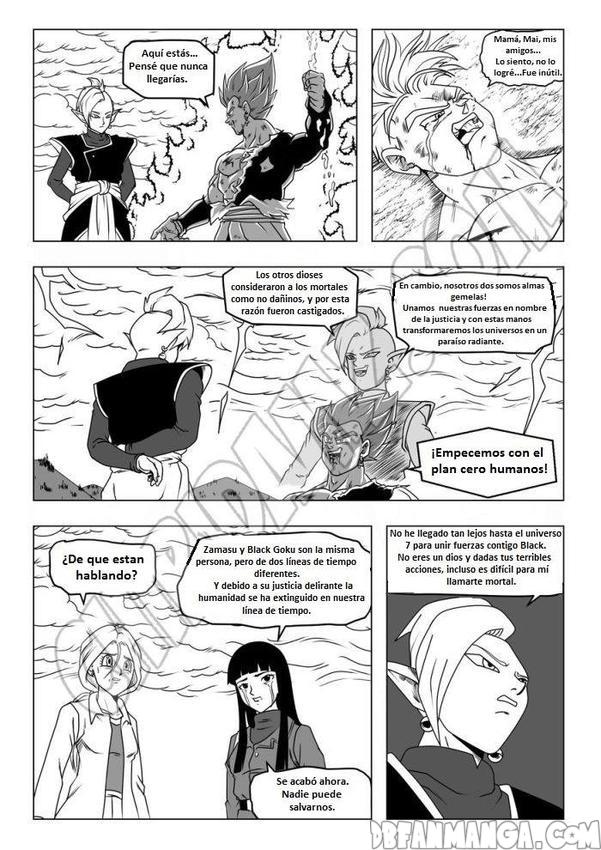 Aquí estás...
Pensé que nunca
llegarías.
Mamá, Mai, mis
amigos...
Lo siento, no lo
logré...Fue inútil.
Los otros dioses
consideraron a los mortales
como no dañinos, y por esta
razón fueron castigados.
En cambio, nosotros dos somos almas
gemelas!
Unamos nuestras fuerzas en nombre
de la justicia y con estas manos
transformaremos los universos en un
paraíso radiante.
¡Empecemos con el
plan cero humanos!
¿De que estan
hablando?
Zamasu y Black Goku son la misma
persona, pero de dos líneas de tiempo
diferentes.
Y debido a su justicia delirante la
humanidad se ha extinguido en nuestra
línea de tiempo.
Se acabó ahora.
Nadie puede
salvarnos.
No he llegado tan lejos hasta el universo
7 para unir fuerzas contigo Black.
No eres un dios y dadas tus terribles
acciones, incluso es difícil para mí
llamarte mortal.
DBFANMANGA.COM